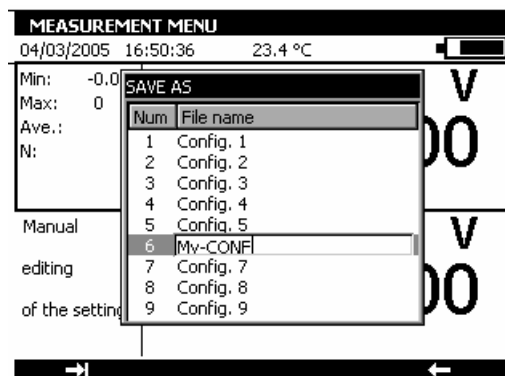 MEASUREMENT MENU
04/03/2005 16:50:36 23.4 °C
Min: -0.0
Max: 0
Ave.:
N:
V
00
SAVE AS
Num File name
1 Config. 1
2 Config. 2
3 Config. 3
4 Config. 4
5 Config. 5
6 My-CONF
7 Config. 7
8 Config. 8
9 Config. 9
Manual
editing
of the setting
V
00